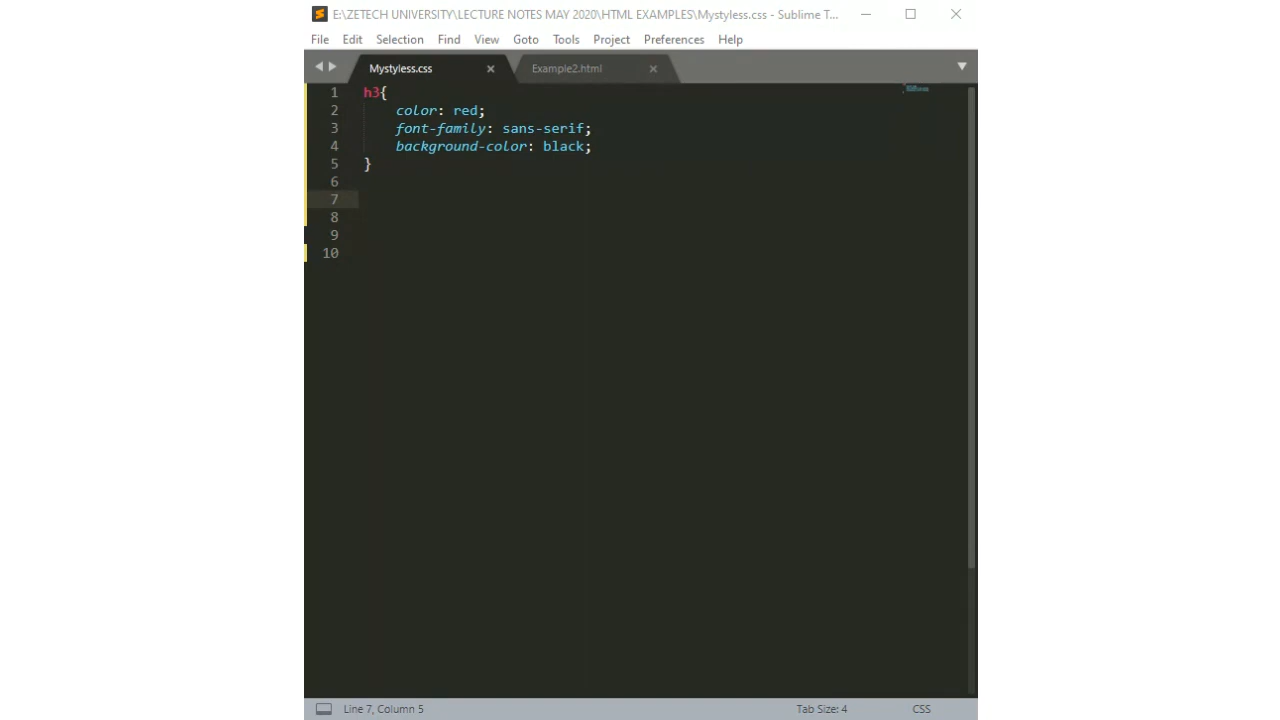 E:\ZETECH UNIVERSITY\LECTURE NOTES MAY 2020\HTML EXAMPLES\Mystyless.css - Sublime T...
File Edit Selection Find View Goto Tools Project Preferences Help
Mystyless.css Example2.html
1 h3{
2 color: red;
3 font-family: sans-serif;
4 background-color: black;
5 }
6
7
8
9
10
Line 7, Column 5 Tab Size: 4 CSS